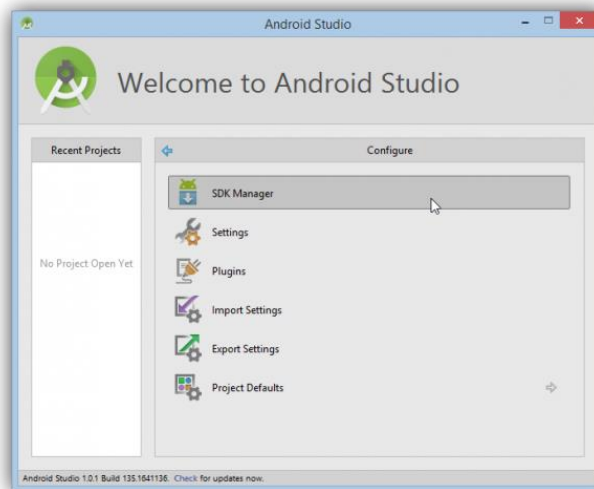 Android Studio
Welcome to Android Studio
Recent Projects
Configure
No Project Open Yet
SDK Manager
Settings
Plugins
Import Settings
Export Settings
Project Defaults
Android Studio 1.0.1 Build 135.1641136. Check for updates now.